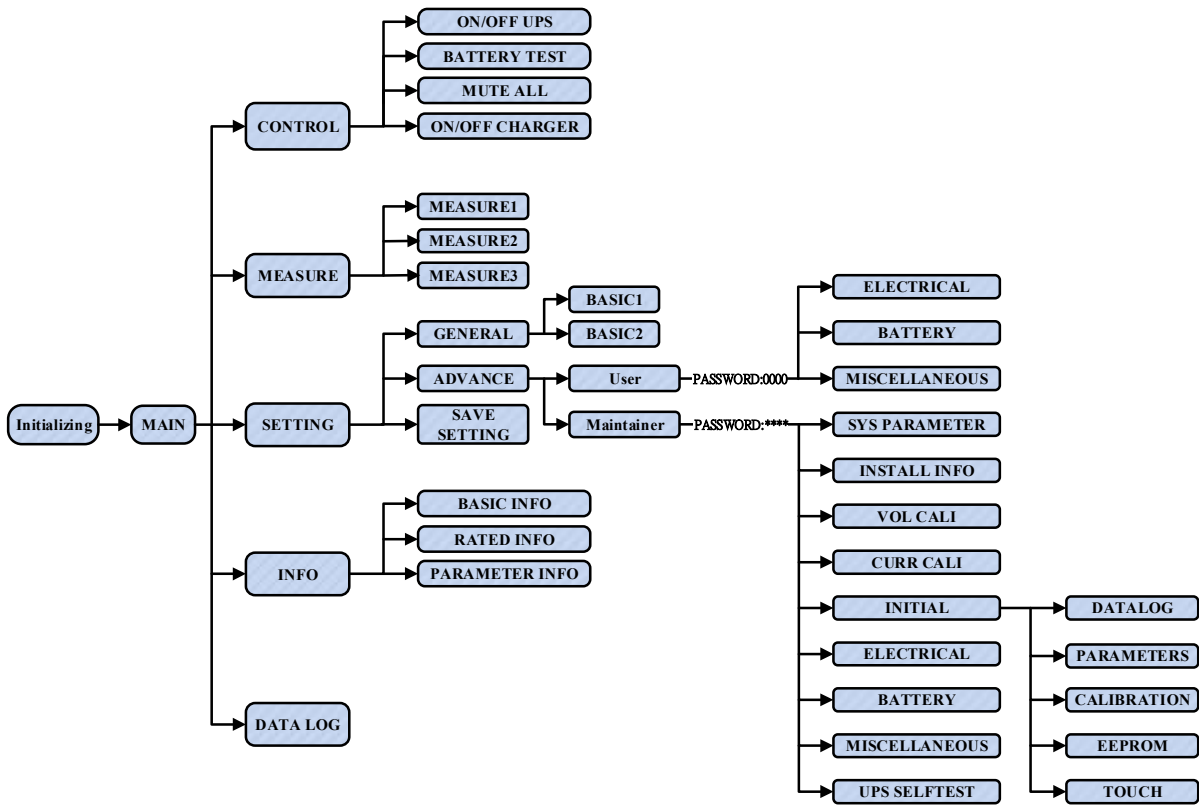 Initializing
MAIN
CONTROL
ON/OFF UPS
BATTERY TEST
MUTE ALL
ON/OFF CHARGER
MEASURE
MEASURE1
MEASURE2
MEASURE3
SETTING
GENERAL
BASIC1
BASIC2
ADVANCE
User
PASSWORD:0000
ELECTRICAL
BATTERY
MISCELLANEOUS
Maintainer
PASSWORD:****
SYS PARAMETER
INSTALL INFO
VOL CALI
CURR CALI
INITIAL
DATALOG
PARAMETERS
CALIBRATION
EEPROM
TOUCH
ELECTRICAL
BATTERY
MISCELLANEOUS
UPS SELFTEST
SAVE
SETTING
INFO
BASIC INFO
RATED INFO
PARAMETER INFO
DATA LOG